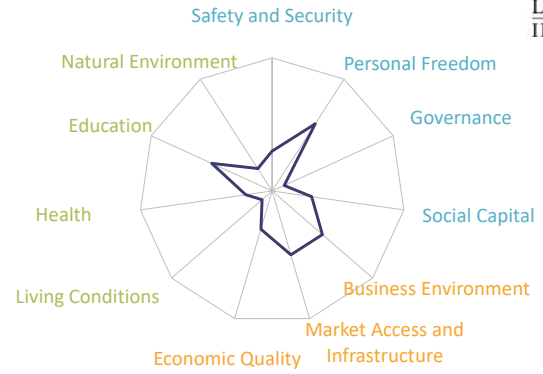 Safety and Security
Natural Environment
Personal Freedom
Education
Governance
Health
Social Capital
Business Environment
Living Conditions
Market Access and
Infrastructure
Economic Quality